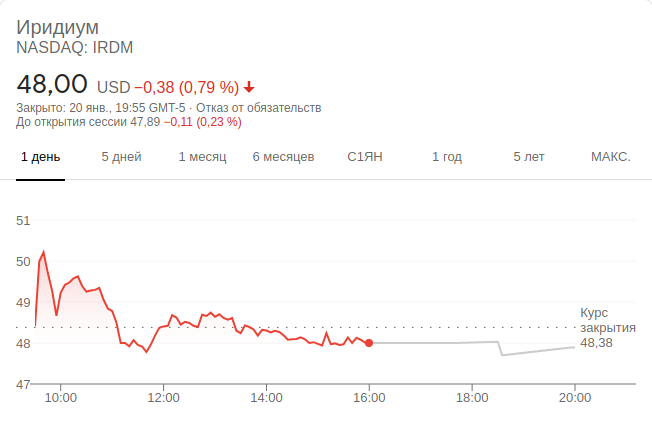 Иридиум
NASDAQ: IRDM
48,00 USD −0,38 (0,79 %)
Закрыто: 20 янв., 19:55 GMT-5 · Отказ от обязательств
До открытия сессии 47,89 −0,11 (0,23 %)
1 день 5 дней 1 месяц 6 месяцев С1ЯН 1 год 5 лет МАКС.
51
50
49
48
47
Курс
закрытия
48,38
10:00 12:00 14:00 16:00 18:00 20:00